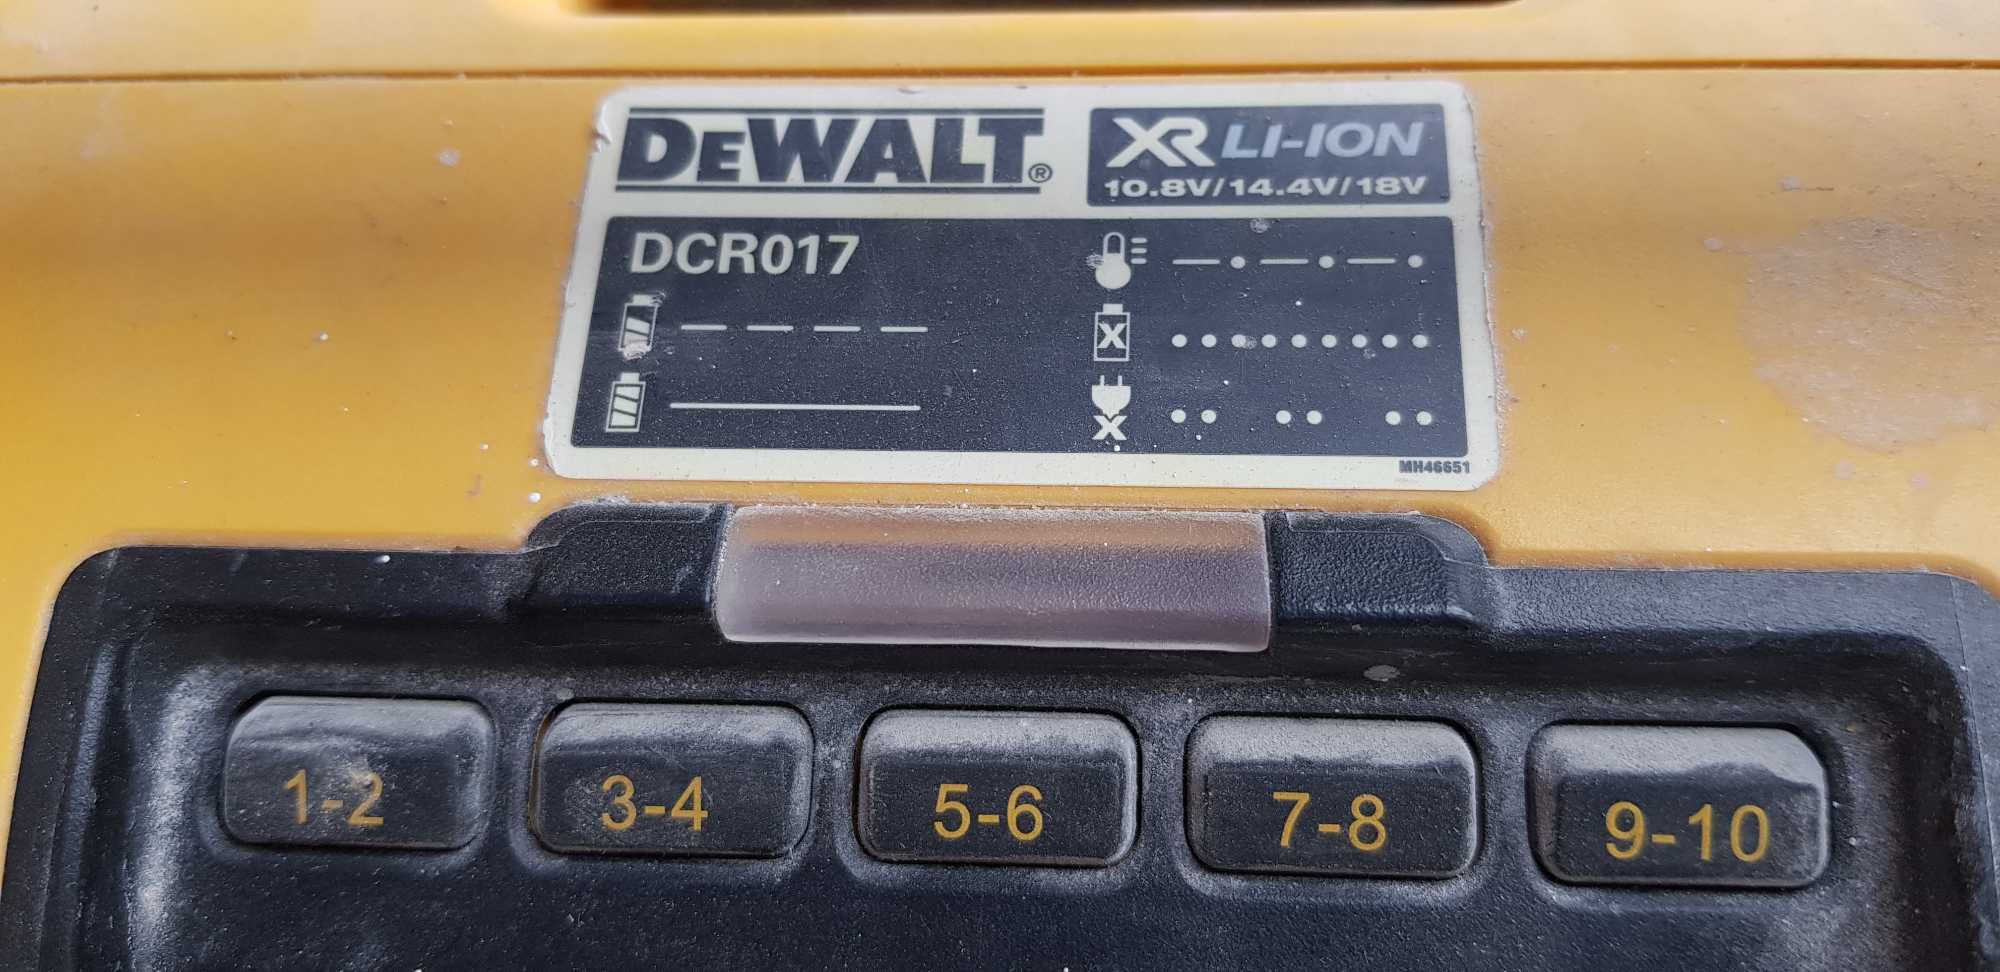 DEWALT®
XR LI-ION
10.8V/14.4V/18V
DCR017
MH46651
1-2 3-4 5-6 7-8 9-10